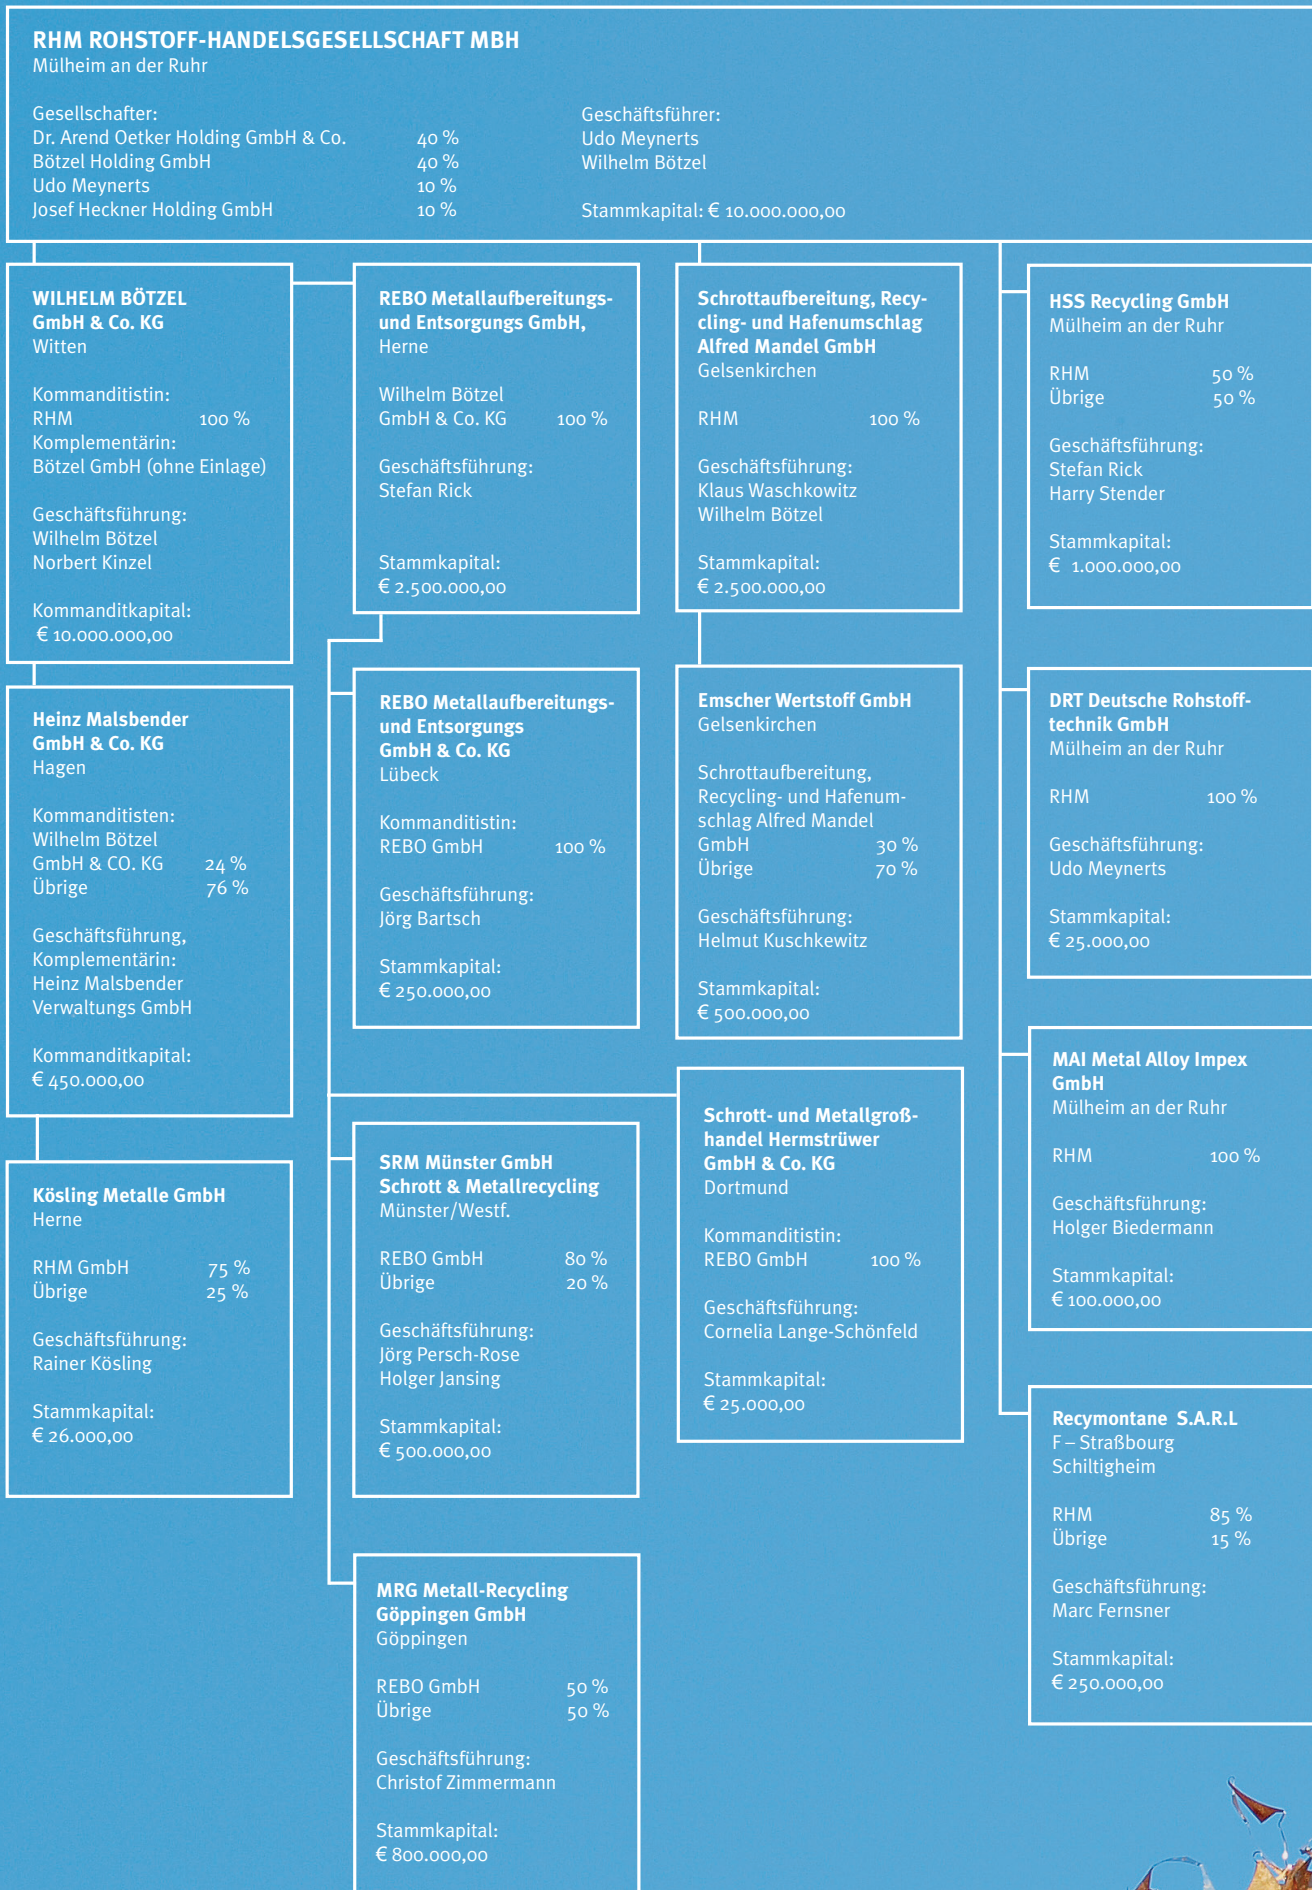 RHM ROHSTOFF-HANDELSGESELLSCHAFT MBH
Mülheim an der Ruhr
Gesellschafter:
Dr. Arend Oetker Holding GmbH & Co. 40 %
Bötzel Holding GmbH 40 %
Udo Meynerts 10 %
Josef Heckner Holding GmbH 10 %
Geschäftsführer:
Udo Meynerts
Wilhelm Bötzel
Stammkapital: € 10.000.000,00
WILHELM BÖTZEL
GmbH & Co. KG
Witten
Kommanditistin:
RHM 100 %
Komplementärin:
Bötzel GmbH (ohne Einlage)
Geschäftsführung:
Wilhelm Bötzel
Norbert Kinzel
Kommanditkapital:
€ 10.000.000,00
Heinz Malsbender
GmbH & Co. KG
Hagen
Kommanditisten:
Wilhelm Bötzel
GmbH & CO. KG 24 %
Übrige 76 %
Geschäftsführung,
Komplementärin:
Heinz Malsbender
Verwaltungs GmbH
Kommanditkapital:
€ 450.000,00
Kösling Metalle GmbH
Herne
RHM GmbH 75 %
Übrige 25 %
Geschäftsführung:
Rainer Kösling
Stammkapital:
€ 26.000,00
REBO Metallaufbereitungs-
und Entsorgungs GmbH,
Herne
Wilhelm Bötzel
GmbH & Co. KG 100 %
Geschäftsführung:
Stefan Rick
Stammkapital:
€ 2.500.000,00
REBO Metallaufbereitungs-
und Entsorgungs
GmbH & Co. KG
Lübeck
Kommanditistin:
REBO GmbH 100 %
Geschäftsführung:
Jörg Bartsch
Stammkapital:
€ 250.000,00
SRM Münster GmbH
Schrott & Metallrecycling
Münster/Westf.
REBO GmbH 80 %
Übrige 20 %
Geschäftsführung:
Jörg Persch-Rose
Holger Jansing
Stammkapital:
€ 500.000,00
MRG Metall-Recycling
Göppingen GmbH
Göppingen
REBO GmbH 50 %
Übrige 50 %
Geschäftsführung:
Christof Zimmermann
Stammkapital:
€ 800.000,00
Schrottaufbereitung, Recy-
cling- und Hafenumschlag
Alfred Mandel GmbH
Gelsenkirchen
RHM 100 %
Geschäftsführung:
Klaus Waschkowitz
Wilhelm Bötzel
Stammkapital:
€ 2.500.000,00
Emscher Wertstoff GmbH
Gelsenkirchen
Schrottaufbereitung,
Recycling- und Hafenum-
schlag Alfred Mandel
GmbH 30 %
Übrige 70 %
Geschäftsführung:
Helmut Kuschkewitz
Stammkapital:
€ 500.000,00
Schrott- und Metallgroß-
handel Hermstrüwer
GmbH & Co. KG
Dortmund
Kommanditistin:
REBO GmbH 100 %
Geschäftsführung:
Cornelia Lange-Schönfeld
Stammkapital:
€ 25.000,00
HSS Recycling GmbH
Mülheim an der Ruhr
RHM 50 %
Übrige 50 %
Geschäftsführung:
Stefan Rick
Harry Stender
Stammkapital:
€ 1.000.000,00
DRT Deutsche Rohstoff-
technik GmbH
Mülheim an der Ruhr
RHM 100 %
Geschäftsführung:
Udo Meynerts
Stammkapital:
€ 25.000,00
MAI Metal Alloy Impex
GmbH
Mülheim an der Ruhr
RHM 100 %
Geschäftsführung:
Holger Biedermann
Stammkapital:
€ 100.000,00
Recymontane S.A.R.L
F – Straßbourg
Schiltigheim
RHM 85 %
Übrige 15 %
Geschäftsführung:
Marc Fernsner
Stammkapital:
€ 250.000,00